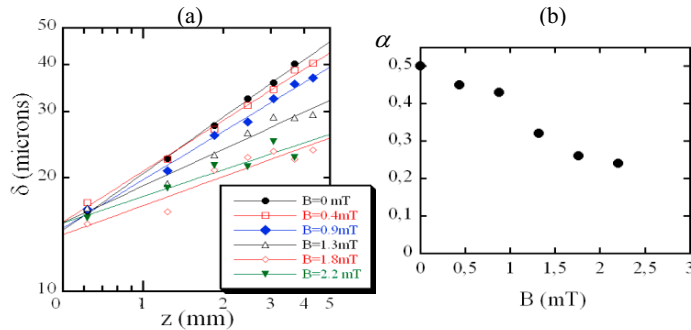 (a)
(b)
50
40
30
20
10
δ (microns)
0
1
2
3
4
5
z (mm)
B=0 mT
B=0.4mT
B=0.9mT
B=1.3mT
B=1.8mT
B=2.2 mT
α
0,5
0,4
0,3
0,2
0,1
0
0
0,5
1
1,5
2
2,5
3
B (mT)